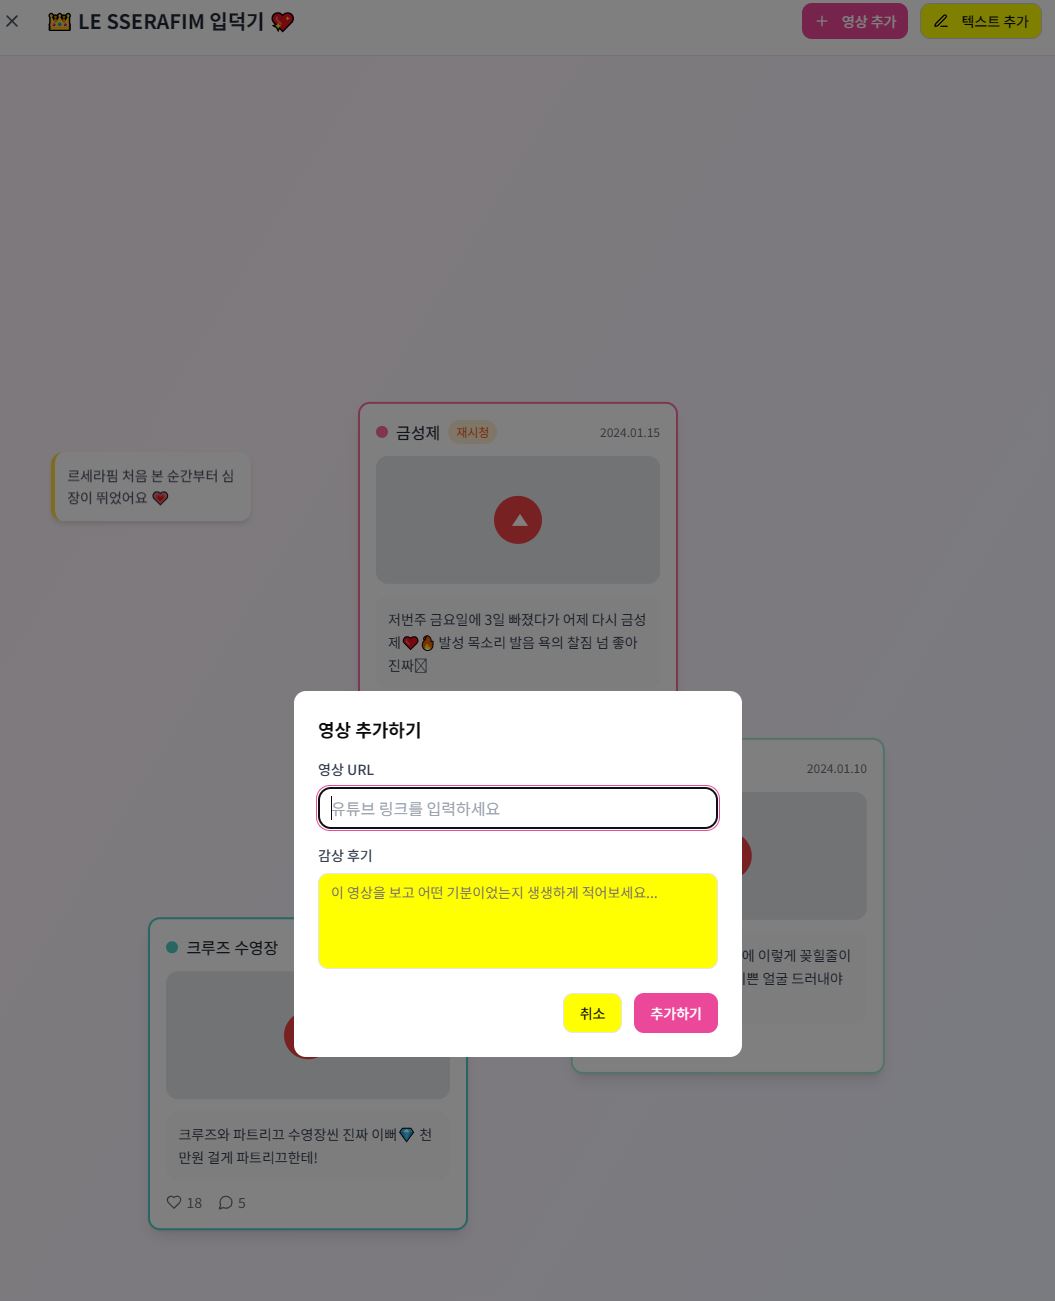 👑 LE SSERAFIM 입덕기 💖
영상 추가
텍스트 추가
금성제 재시청 2024.01.15
르세라핌 처음 본 순간부터 심
장이 뛰었어요 ❤️
저번주 금요일에 3일 빠졌다가 어제 다시 금성
제❤️🔥 발성 목소리 발음 욕의 찰짐 넘 좋아
진짜
영상 추가하기
영상 URL
유튜브 링크를 입력하세요
감상 후기
이 영상을 보고 어떤 기분이었는지 생생하게 적어보세요...
취소
추가하기
2024.01.10
에 이렇게 꽂힐줄이
쁜 얼굴 드러내야
크루즈 수영장
크루즈와 파트리끄 수영장씬 진짜 이뻐💎 천
만원 걸게 파트리끄한테!
18 5